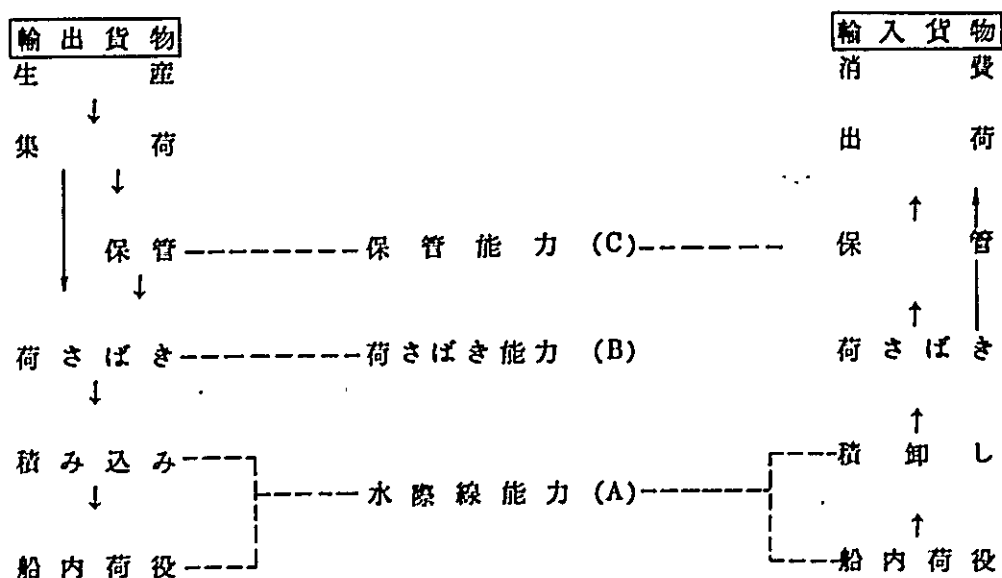 輸出貨物 輸入貨物
生産 消費
↓
集荷 出荷
↓ ↑
保管 保管能力 (C) 保管
↓ ↑
荷さばき 荷さばき能力 (B) 荷さばき
↓ ↑
積み込み 積卸し
↓ 水際線能力 (A) ↑
船内荷役 船内荷役